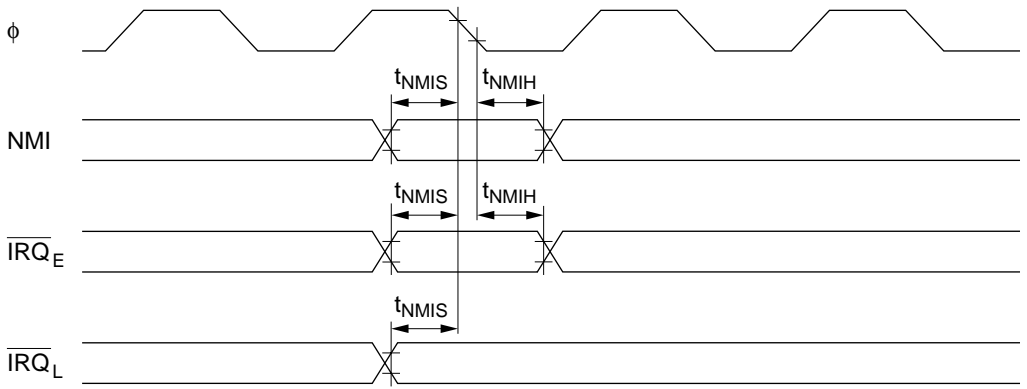 ϕ
tNMIS tNMIH
NMI
tNMIS tNMIH
IRQE
tNMIS
IRQL